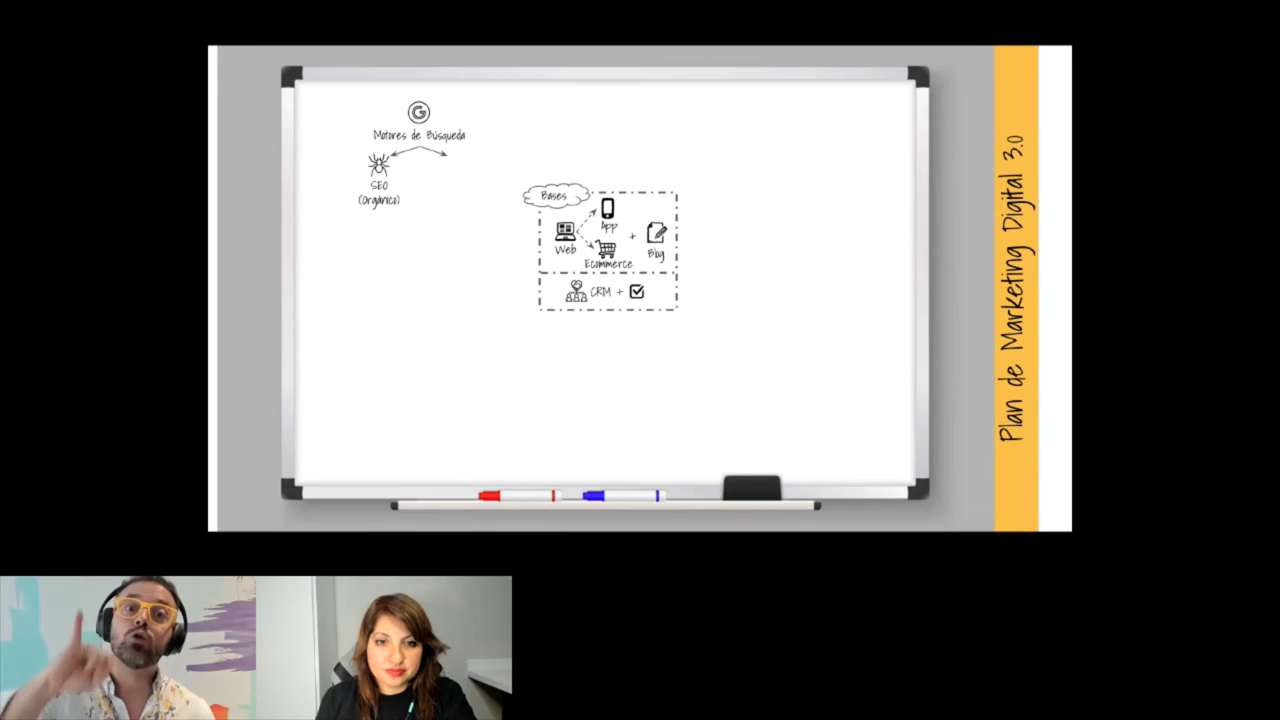 G
Motores de Búsqueda
SEO
(Orgánico)
Bases
App
Web
+
Ecommerce
Blog
CRM +
Plan de Marketing Digital 3.0